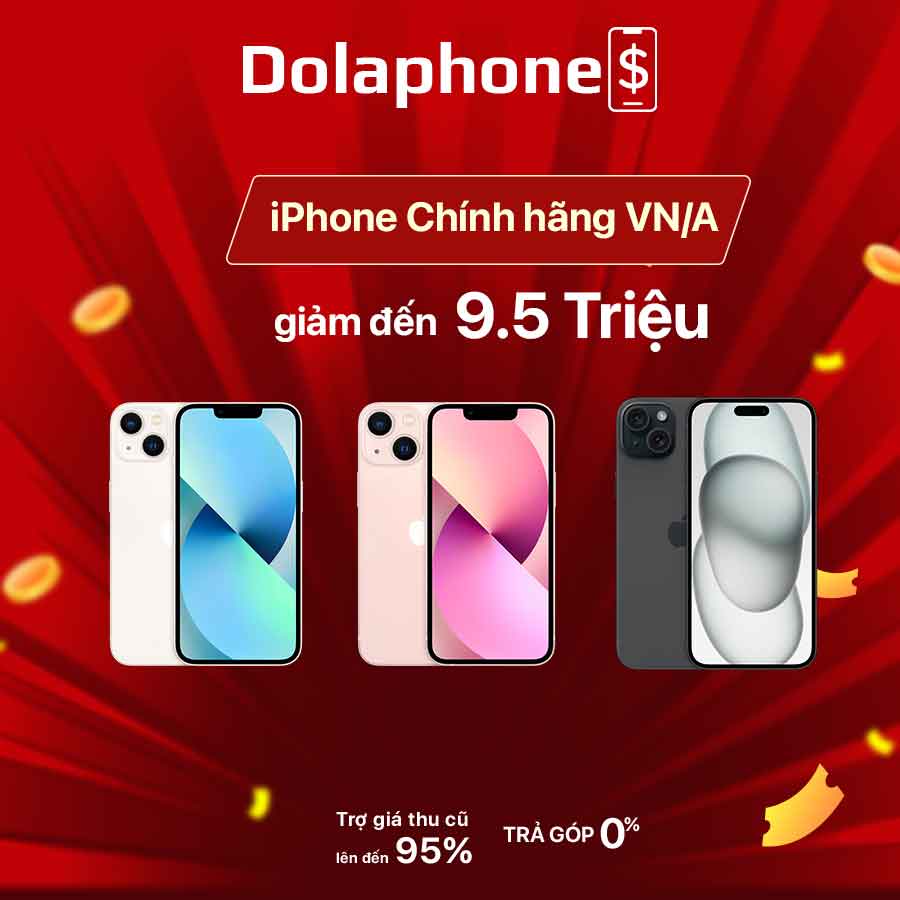 Dolaphone $
iPhone Chính hãng VN/A
giảm đến 9.5 Triệu
Trợ giá thu cũ
lên đến 95%
TRẢ GÓP 0%